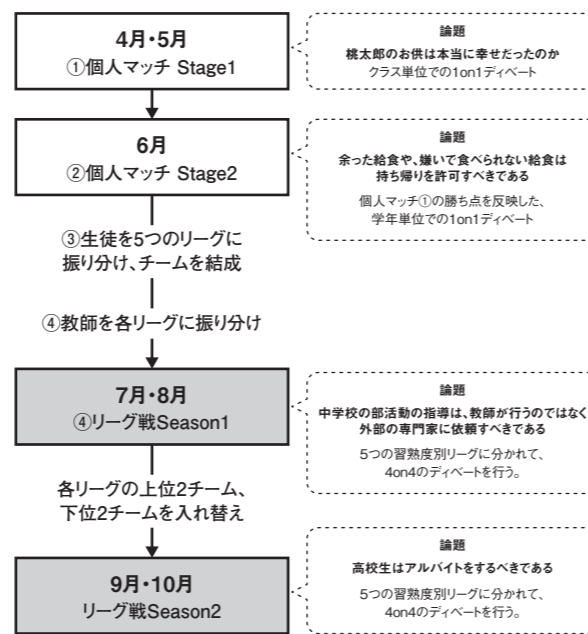 4月・5月
①個人マッチ Stage1
論題
桃太郎のお供は本当に幸せだったのか
クラス単位での1on1ディベート
6月
②個人マッチ Stage2
論題
余った給食や、嫌いで食べられない給食は
持ち帰りを許可すべきである
個人マッチ①の勝ち点を反映した、
学年単位での1on1ディベート
③生徒を5つのリーグに
振り分け、チームを結成
④教師を各リーグに振り分け
7月・8月
④リーグ戦Season1
論題
中学校の部活動の指導は、教師が行うのではなく
外部の専門家に依頼すべきである
5つの習熟度別リーグに分かれて、
4on4のディベートを行う。
各リーグの上位2チーム、
下位2チームを入れ替え
9月・10月
リーグ戦Season2
論題
高校生はアルバイトをするべきである
5つの習熟度別リーグに分かれて、
4on4のディベートを行う。